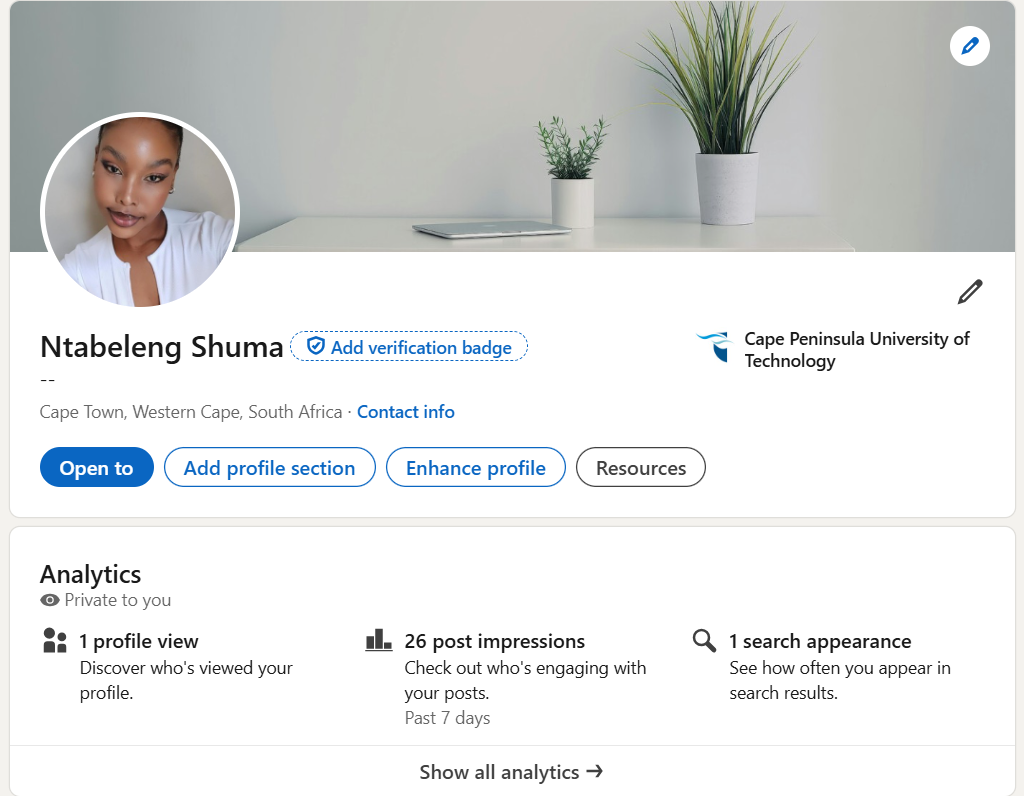 Ntabeleng Shuma
Add verification badge
--
Cape Town, Western Cape, South Africa · Contact info
Cape Peninsula University of
Technology
Open to
Add profile section
Enhance profile
Resources
Analytics
Private to you
1 profile view
Discover who's viewed your
profile.
26 post impressions
Check out who's engaging with
your posts.
Past 7 days
1 search appearance
See how often you appear in
search results.
Show all analytics →